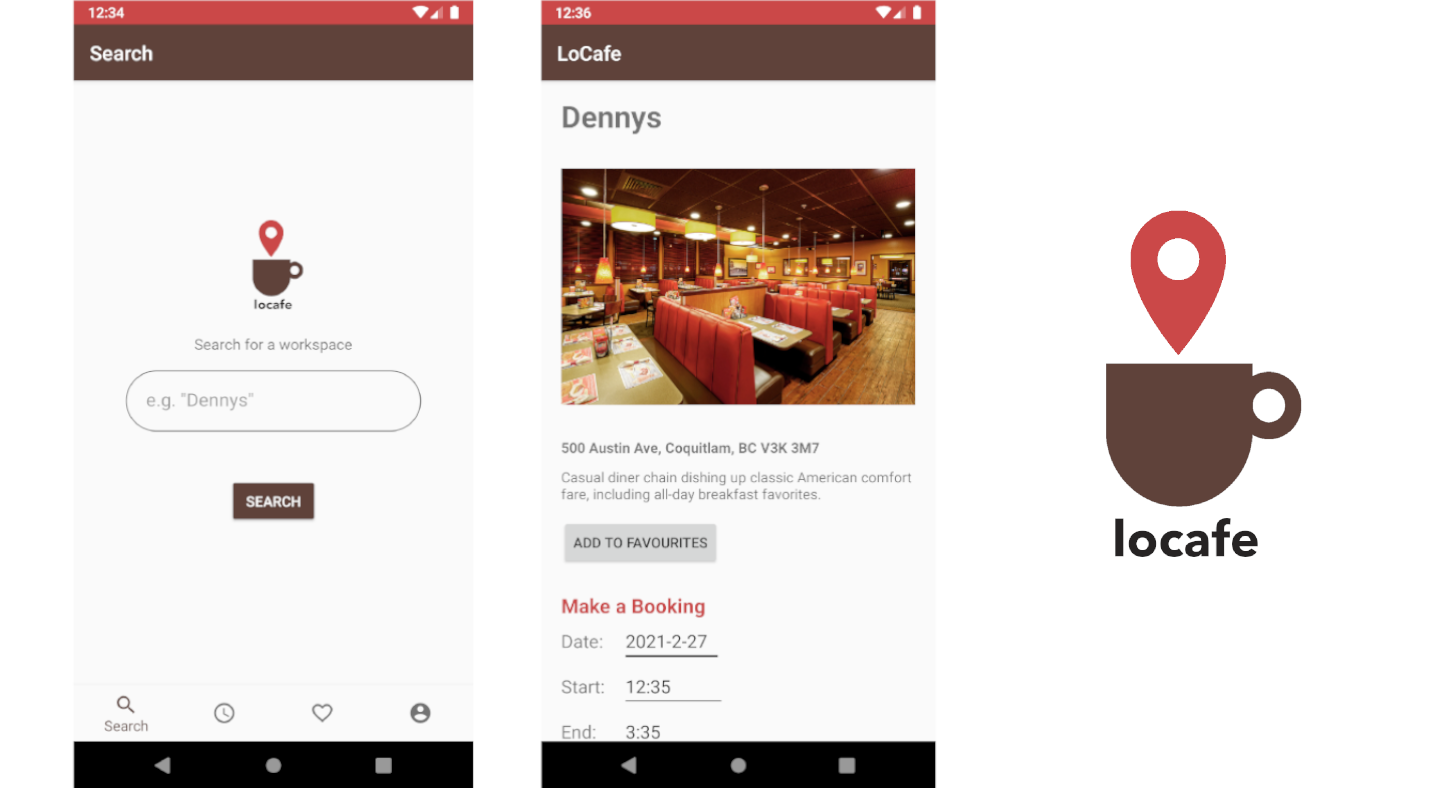 12:34
Search
locafe
Search for a workspace
e.g. "Dennys"
SEARCH
Search
12:36
LoCafe
Dennys
500 Austin Ave, Coquitlam, BC V3K 3M7
Casual diner chain dishing up classic American comfort
fare, including all-day breakfast favorites.
ADD TO FAVOURITES
Make a Booking
Date: 2021-2-27
Start: 12:35
End: 3:35
locafe